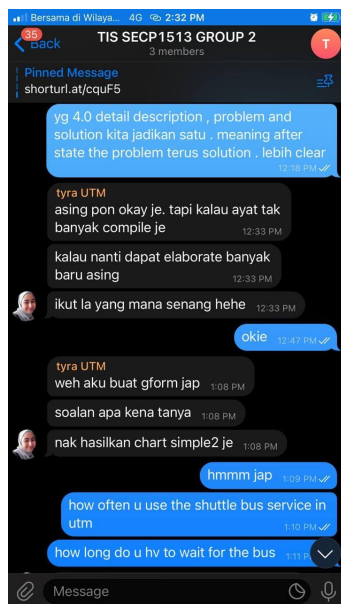 Bersama di Wilaya... 4G 2:32 PM
35
Back
TIS SECP1513 GROUP 2
3 members
T
Pinned Message
shorturl.at/cquF5
yg 4.0 detail description , problem and
solution kita jadikan satu . meaning after
state the problem terus solution . lebih clear
12:18 PM
tyra UTM
asing pon okay je. tapi kalau ayat tak
banyak compile je 12:33 PM
kalau nanti dapat elaborate banyak
baru asing 12:33 PM
ikut la yang mana senang hehe 12:33 PM
okie 12:47 PM
tyra UTM
weh aku buat gform jap 1:08 PM
soalan apa kena tanya 1:08 PM
nak hasilkan chart simple2 je 1:08 PM
hmmm jap 1:09 PM
how often u use the shuttle bus service in
utm 1:10 PM
how long do u hv to wait for the bus 1:11 P
Message